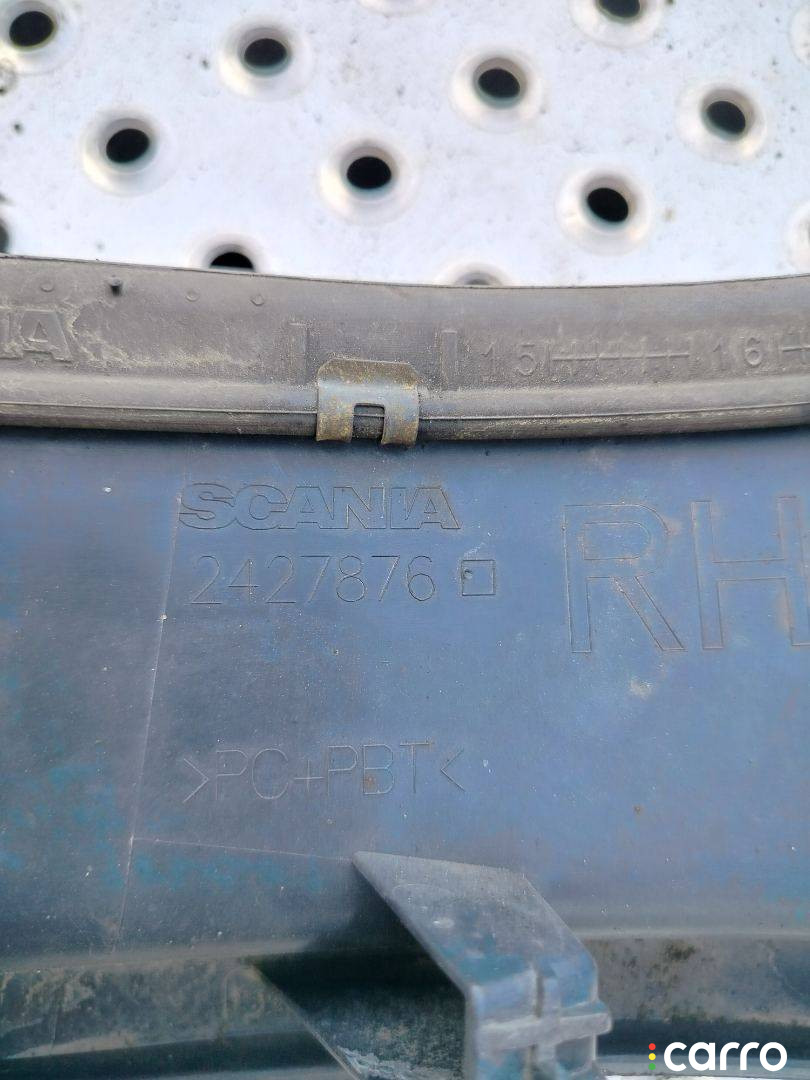 IA 15 16
SCANIA
2427876 RH
>PC+PBT<
carro